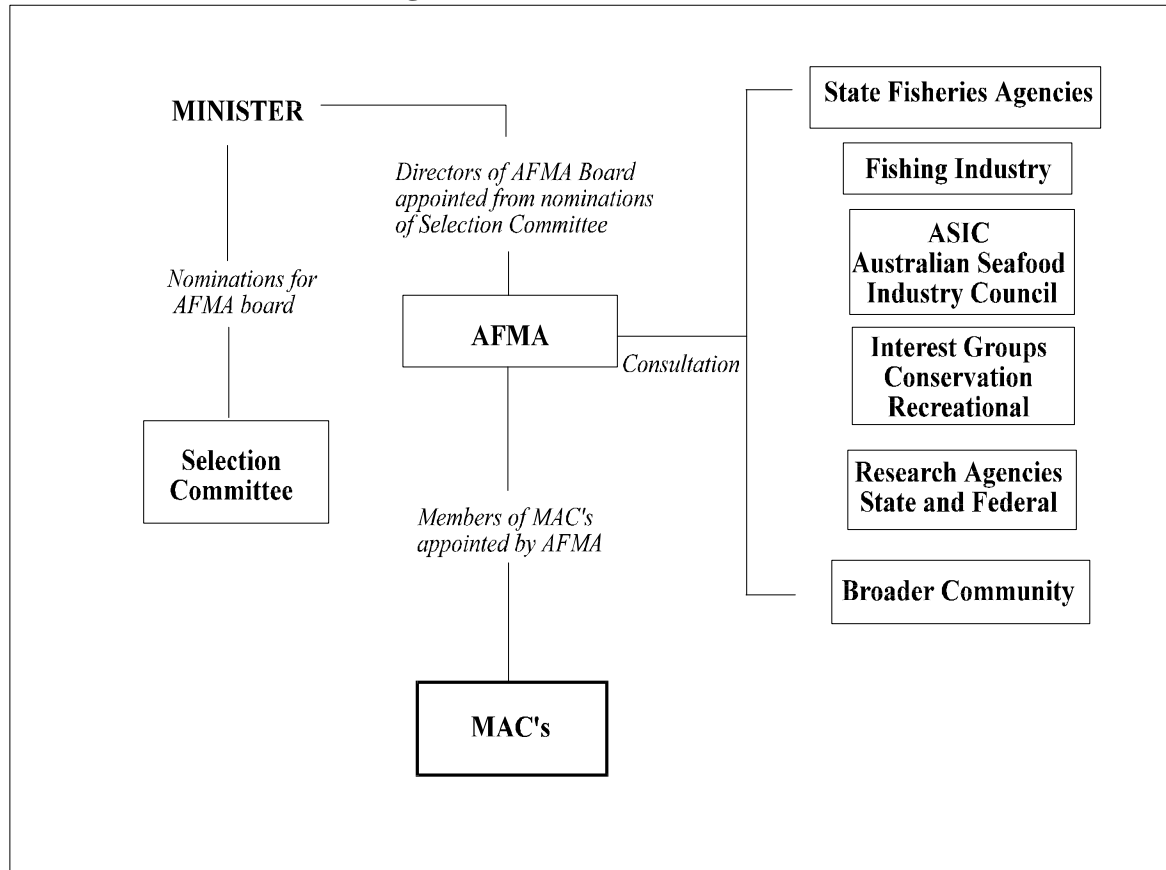 MINISTER
Directors of AFMA Board
appointed from nominations
of Selection Committee
Nominations for
AFMA board
AFMA
Consultation
Selection
Committee
Members of MAC's
appointed by AFMA
MAC's
State Fisheries Agencies
Fishing Industry
ASIC
Australian Seafood
Industry Council
Interest Groups
Conservation
Recreational
Research Agencies
State and Federal
Broader Community